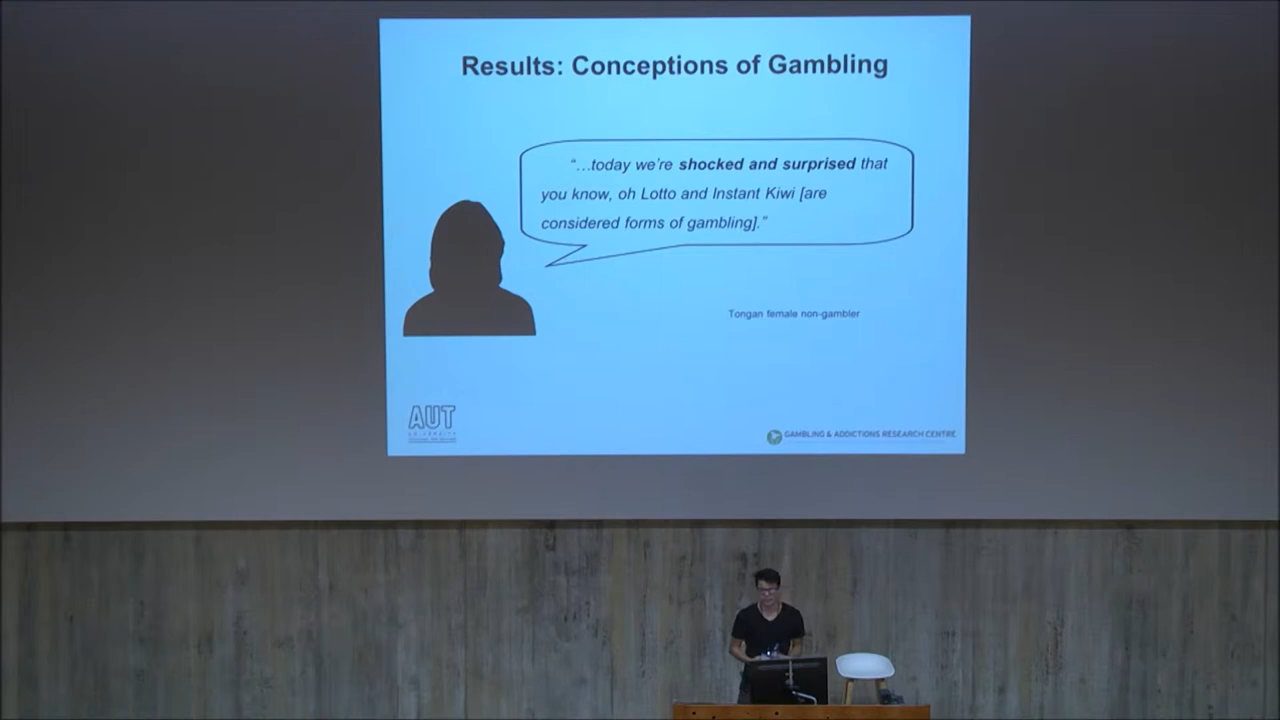 Results: Conceptions of Gambling
“…today we’re shocked and surprised that
you know, oh Lotto and Instant Kiwi [are
considered forms of gambling].”
Tongan female non-gambler
AUT
UNIVERSITY
GAMBLING & ADDICTIONS RESEARCH CENTRE